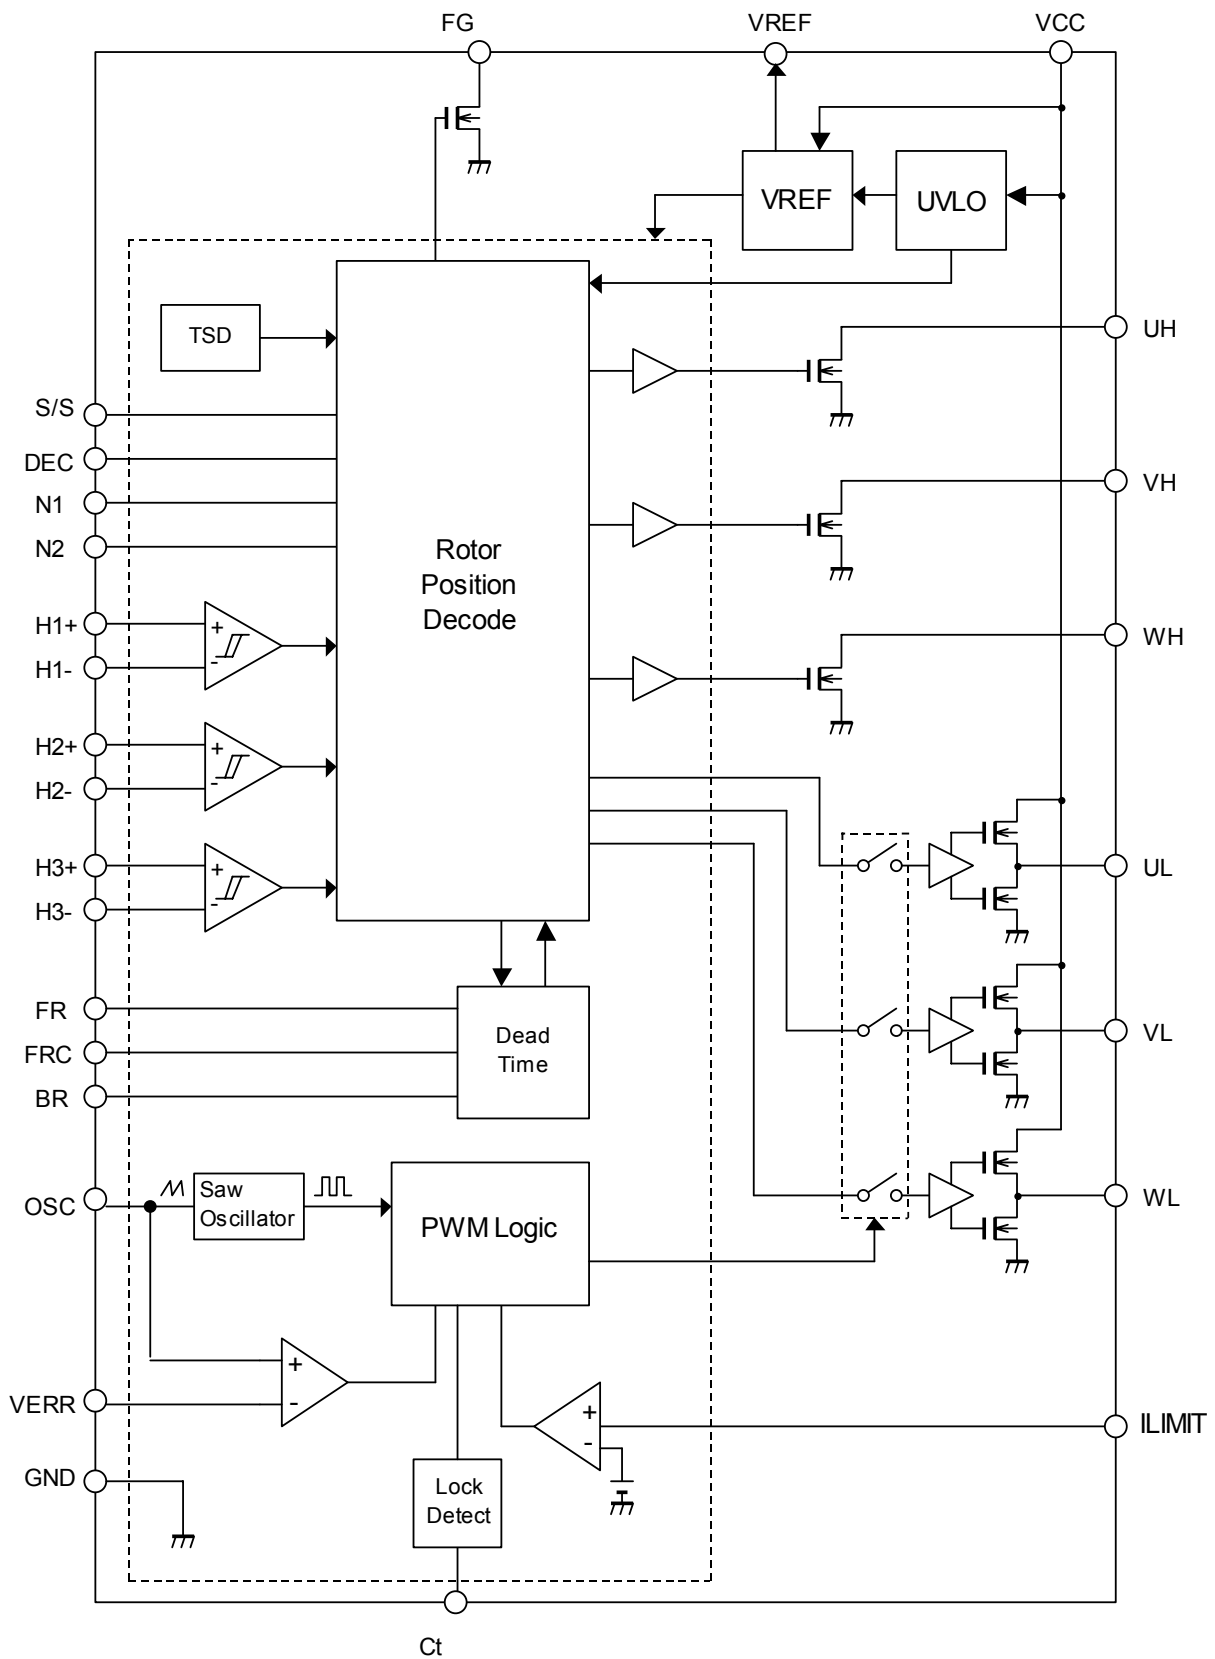 FG
VREF
VCC
VREF
UVLO
TSD
UH
S/S
DEC
N1
N2
VH
Rotor
Position
Decode
H1+
H1-
+
-
WH
H2+
H2-
+
-
H3+
H3-
+
-
UL
FR
FRC
BR
Dead
Time
VL
OSC
Saw
Oscillator
PWM Logic
WL
VERR
+
-
+
-
ILIMIT
GND
Lock
Detect
Ct